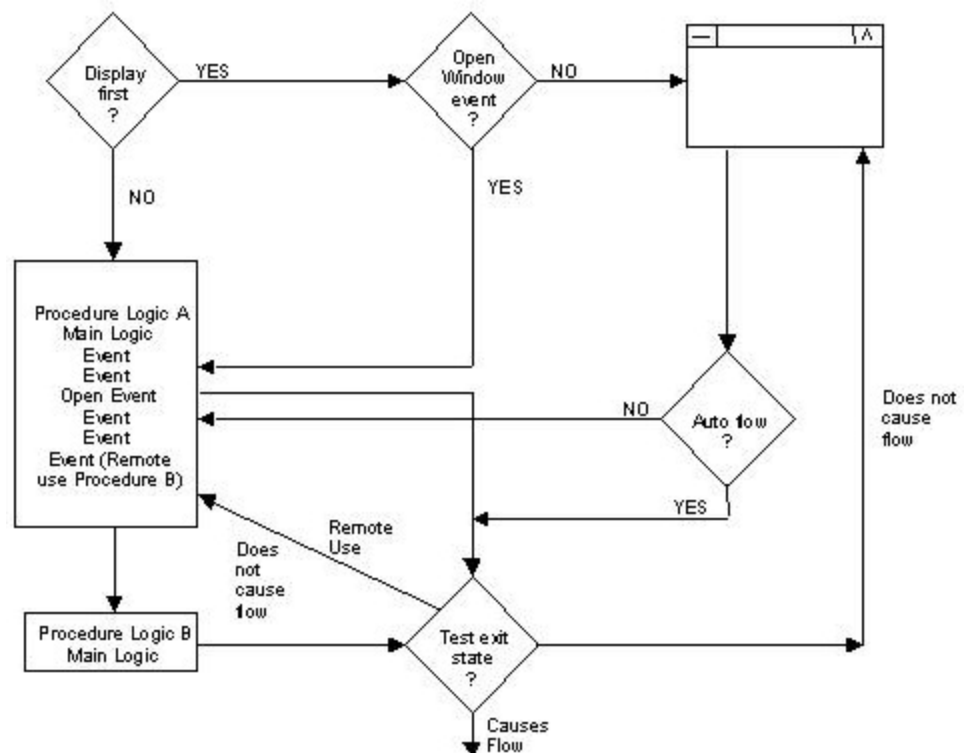 Display
first
?
YES
Open
Window
event
?
NO
A
NO
YES
Procedure Logic A
Main Logic
Event
Event
Open Event
Event
Event
Event (Remote
use Procedure B)
NO
Auto flow
?
Does not
cause
flow
YES
Remote
Use
Does
not
cause
flow
Procedure Logic B
Main Logic
Test exit
state
?
Causes
Flow